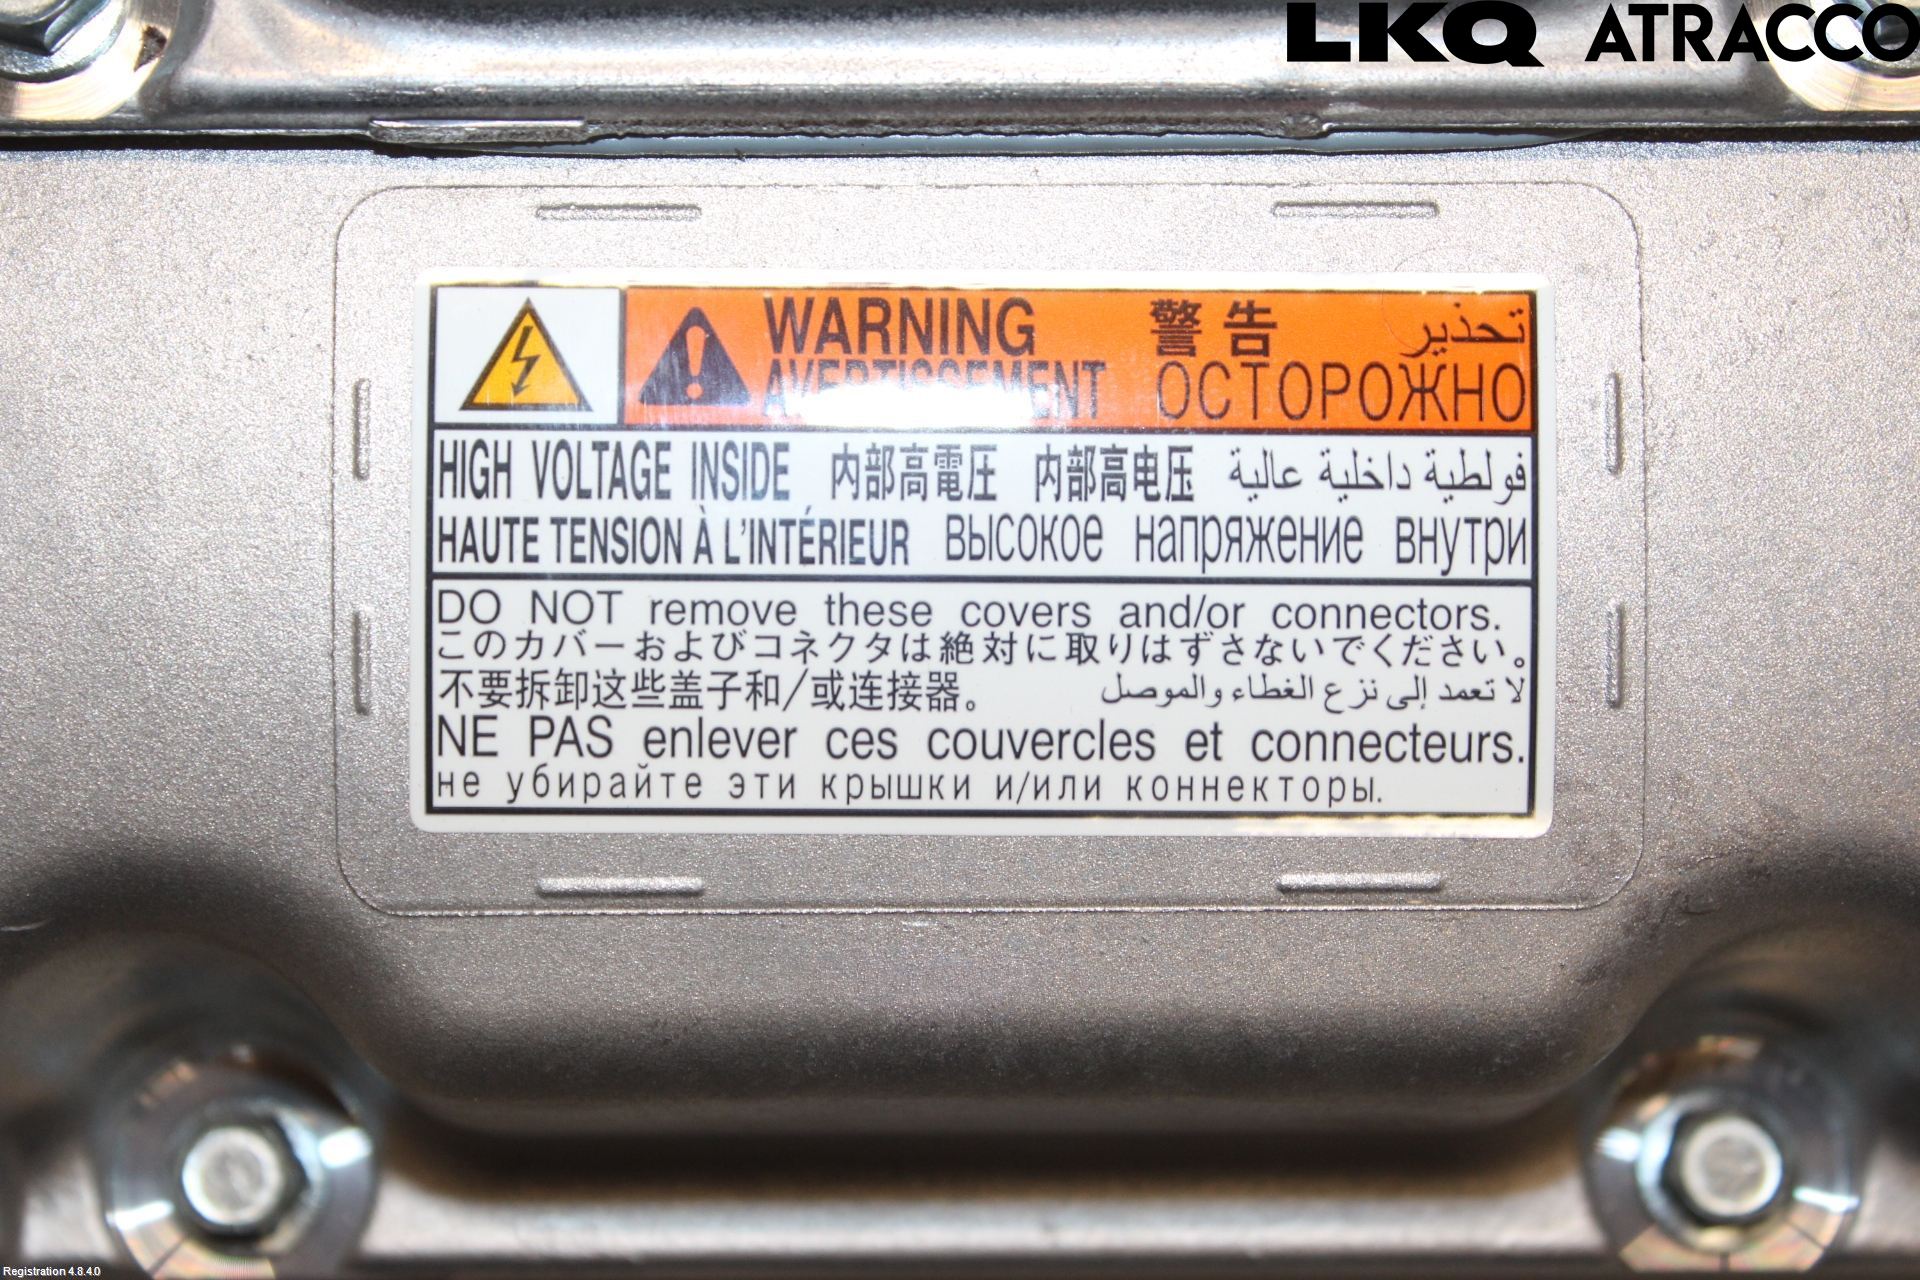 LKQ ATRACCO
WARNING 警告 تحذير
AVERTISSEMENT ОСТОРОЖНО
HIGH VOLTAGE INSIDE 内部高電圧 内部高电压 فولطية داخلية عالية
HAUTE TENSION À L'INTÉRIEUR высокое напряжение внутри
DO NOT remove these covers and/or connectors.
このカバーおよびコネクタは絶対に取りはずさないでください。
不要拆卸这些盖子和/或连接器。 لا تعمد إلى نزع الغطاء والموصل
NE PAS enlever ces couvercles et connecteurs.
не убирайте эти крышки и/или коннекторы.
Registration 4.8.4.0